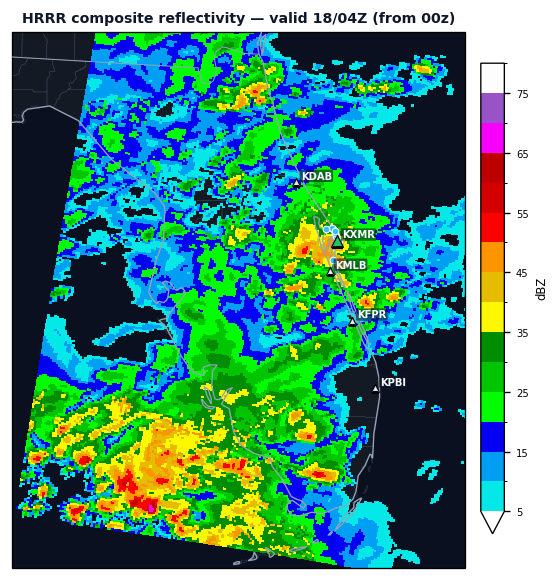 HRRR composite reflectivity — valid 18/04Z (from 00z)
KDAB
KXMR
KMLB
KFPR
KPBI
75
65
55
45
35
25
15
5
dBZ